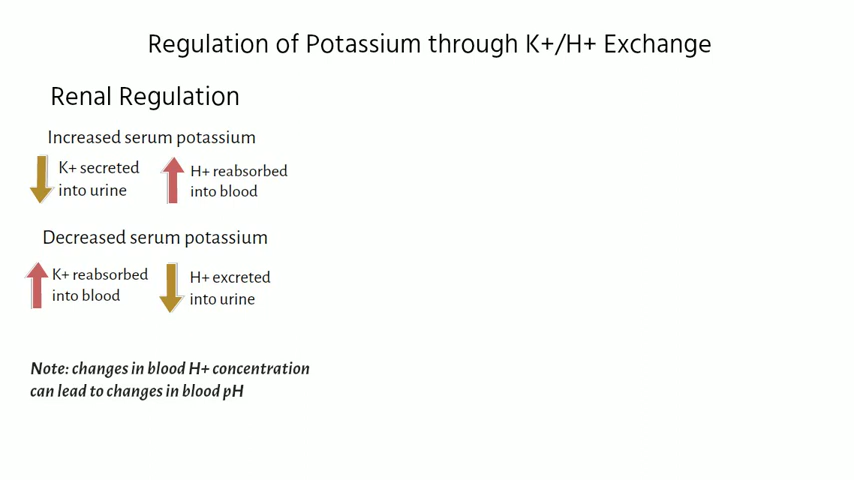 Regulation of Potassium through K+/H+ Exchange
Renal Regulation
Increased serum potassium
K+ secreted
into urine
H+ reabsorbed
into blood
Decreased serum potassium
K+ reabsorbed
into blood
H+ excreted
into urine
Note: changes in blood H+ concentration
can lead to changes in blood pH